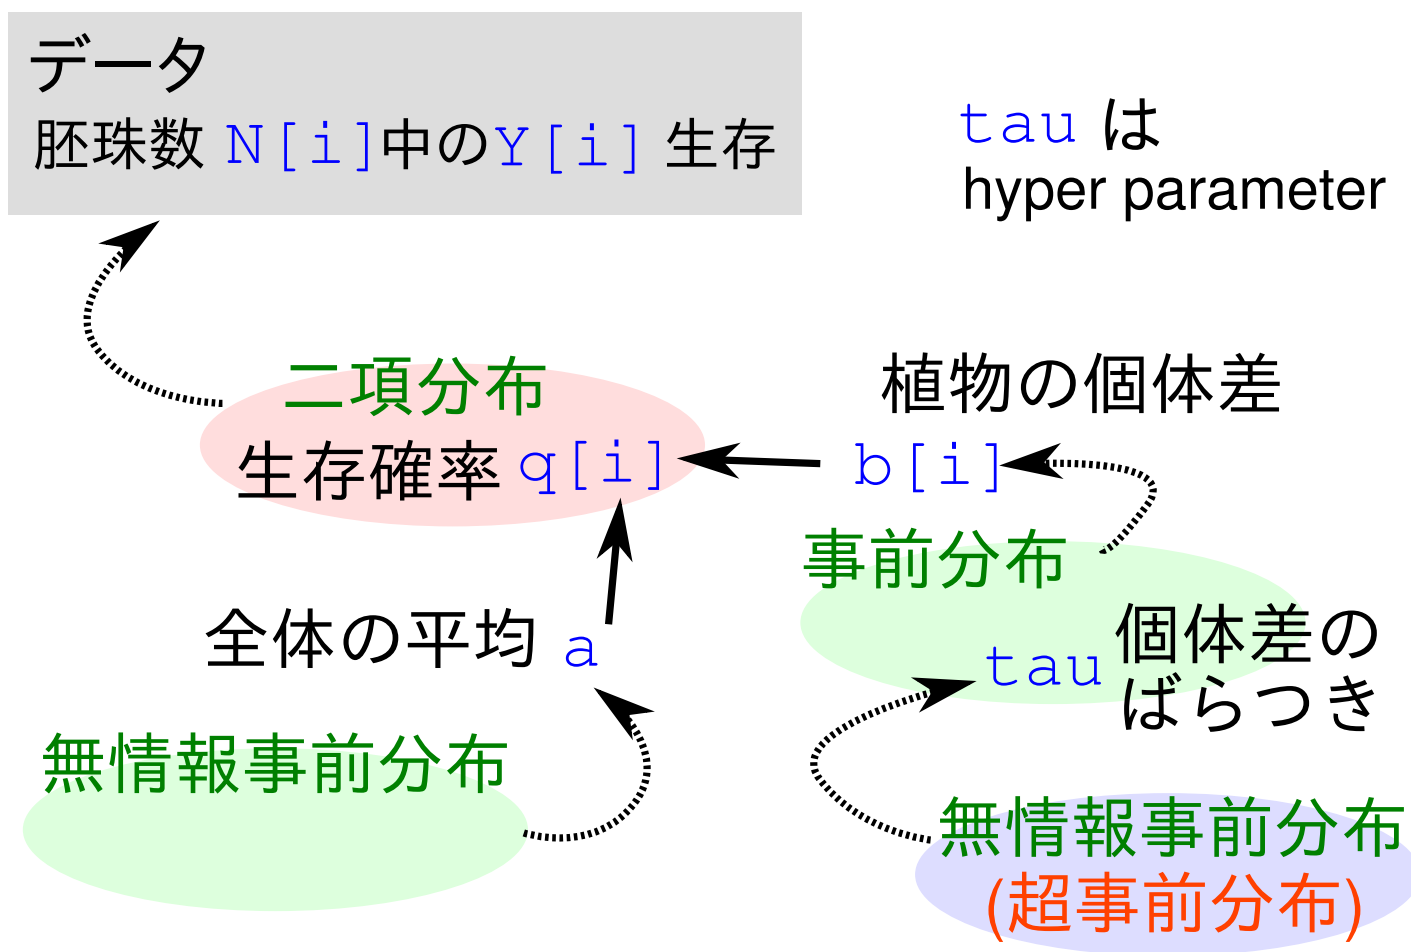 データ
胚珠数 N[i]中のY[i] 生存
tau は
hyper parameter
二項分布
生存確率 q[i]
植物の個体差
b[i]
事前分布
全体の平均 a
tau 個体差の
ばらつき
無情報事前分布
無情報事前分布
(超事前分布)